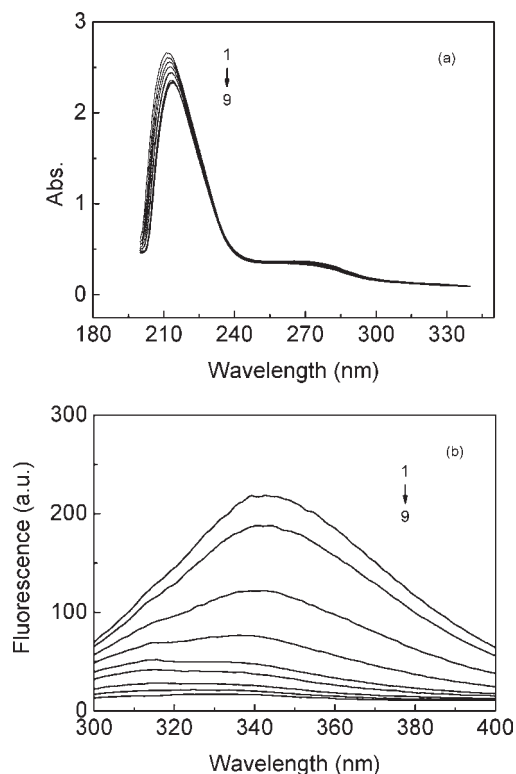 3
1
(a)
9
2
Abs.
1
0
180 210 240 270 300 330
Wavelength (nm)
300
1
(b)
9
200
Fluorescence (a.u.)
100
0
300 320 340 360 380 400
Wavelength (nm)